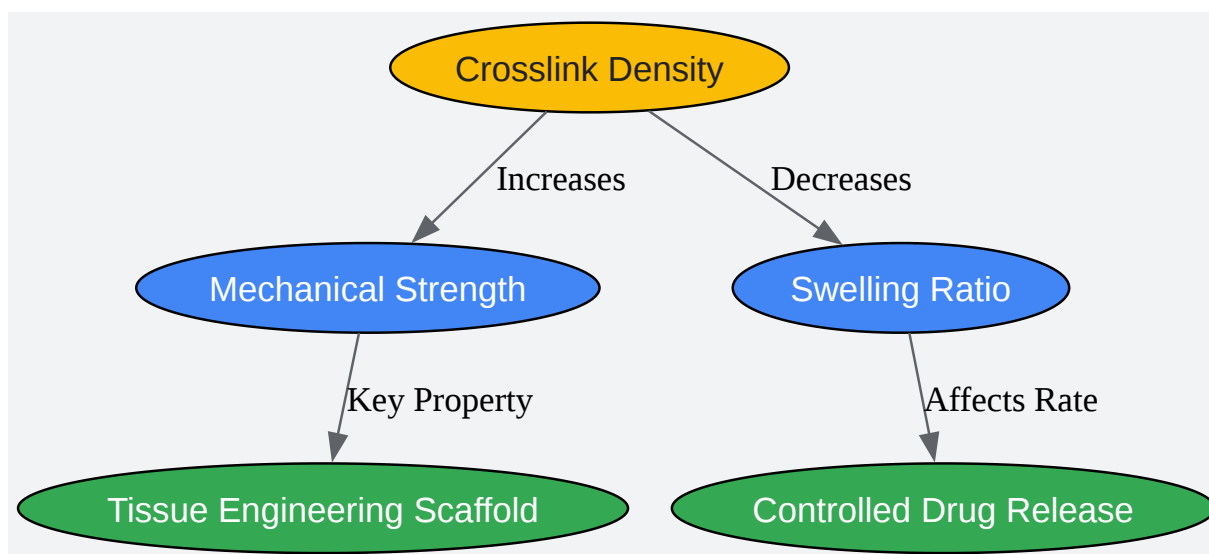 Crosslink Density
Increases
Decreases
Mechanical Strength
Swelling Ratio
Key Property
Affects Rate
Tissue Engineering Scaffold
Controlled Drug Release